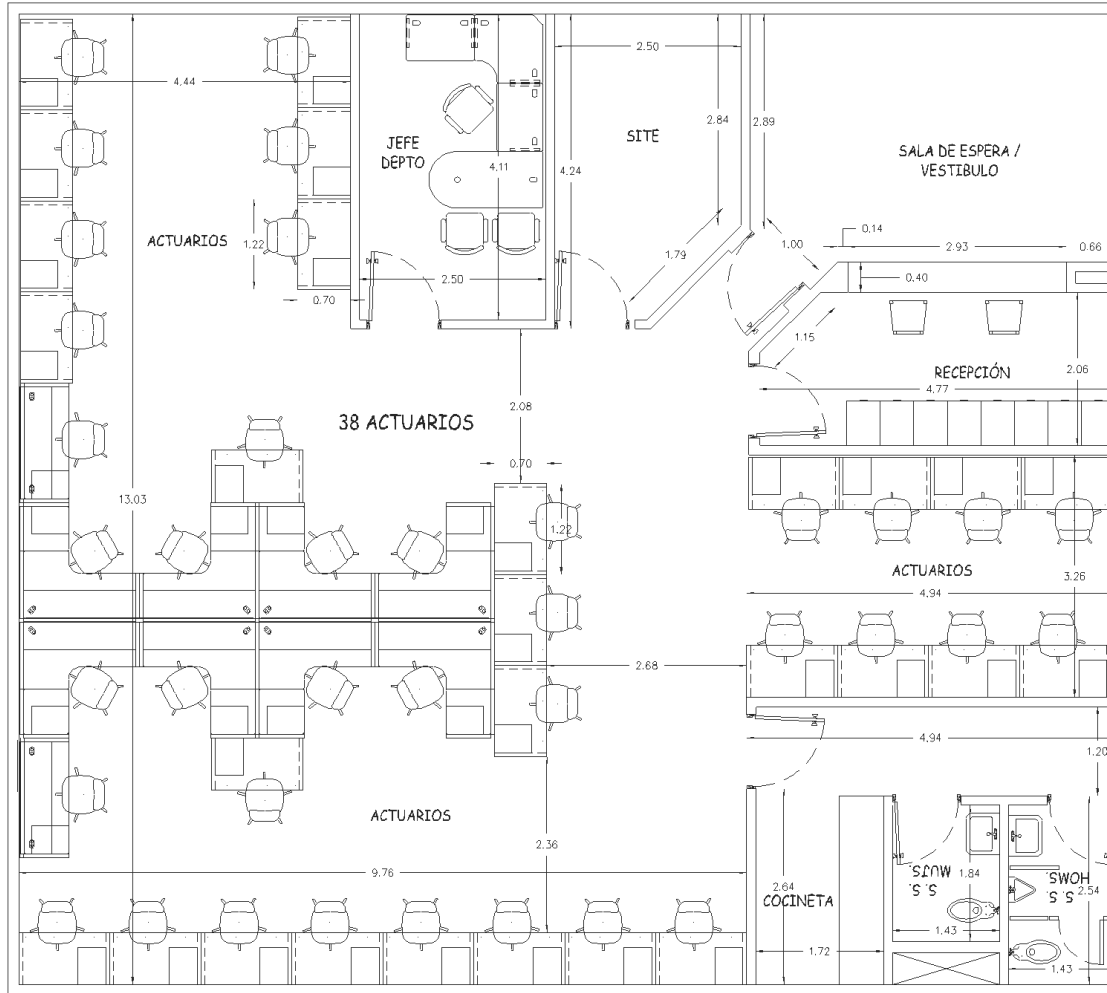 2.50
4.44
2.84
2.89
JEFE
DEPTO
SITE
SALA DE ESPERA /
VESTIBULO
4.11
4.24
ACTUARIOS
1.22
0.14
1.00
2.93
0.66
1.79
0.40
2.50
0.70
1.15
RECEPCIÓN
2.06
4.77
2.08
38 ACTUARIOS
0.70
13.03
1.22
ACTUARIOS
3.26
4.94
2.68
4.94
1.20
ACTUARIOS
2.36
9.76
2.64
COCINETA
S. S.
MUJS.
1.84
S. S.
HOMS.
2.54
1.43
1.72
1.43